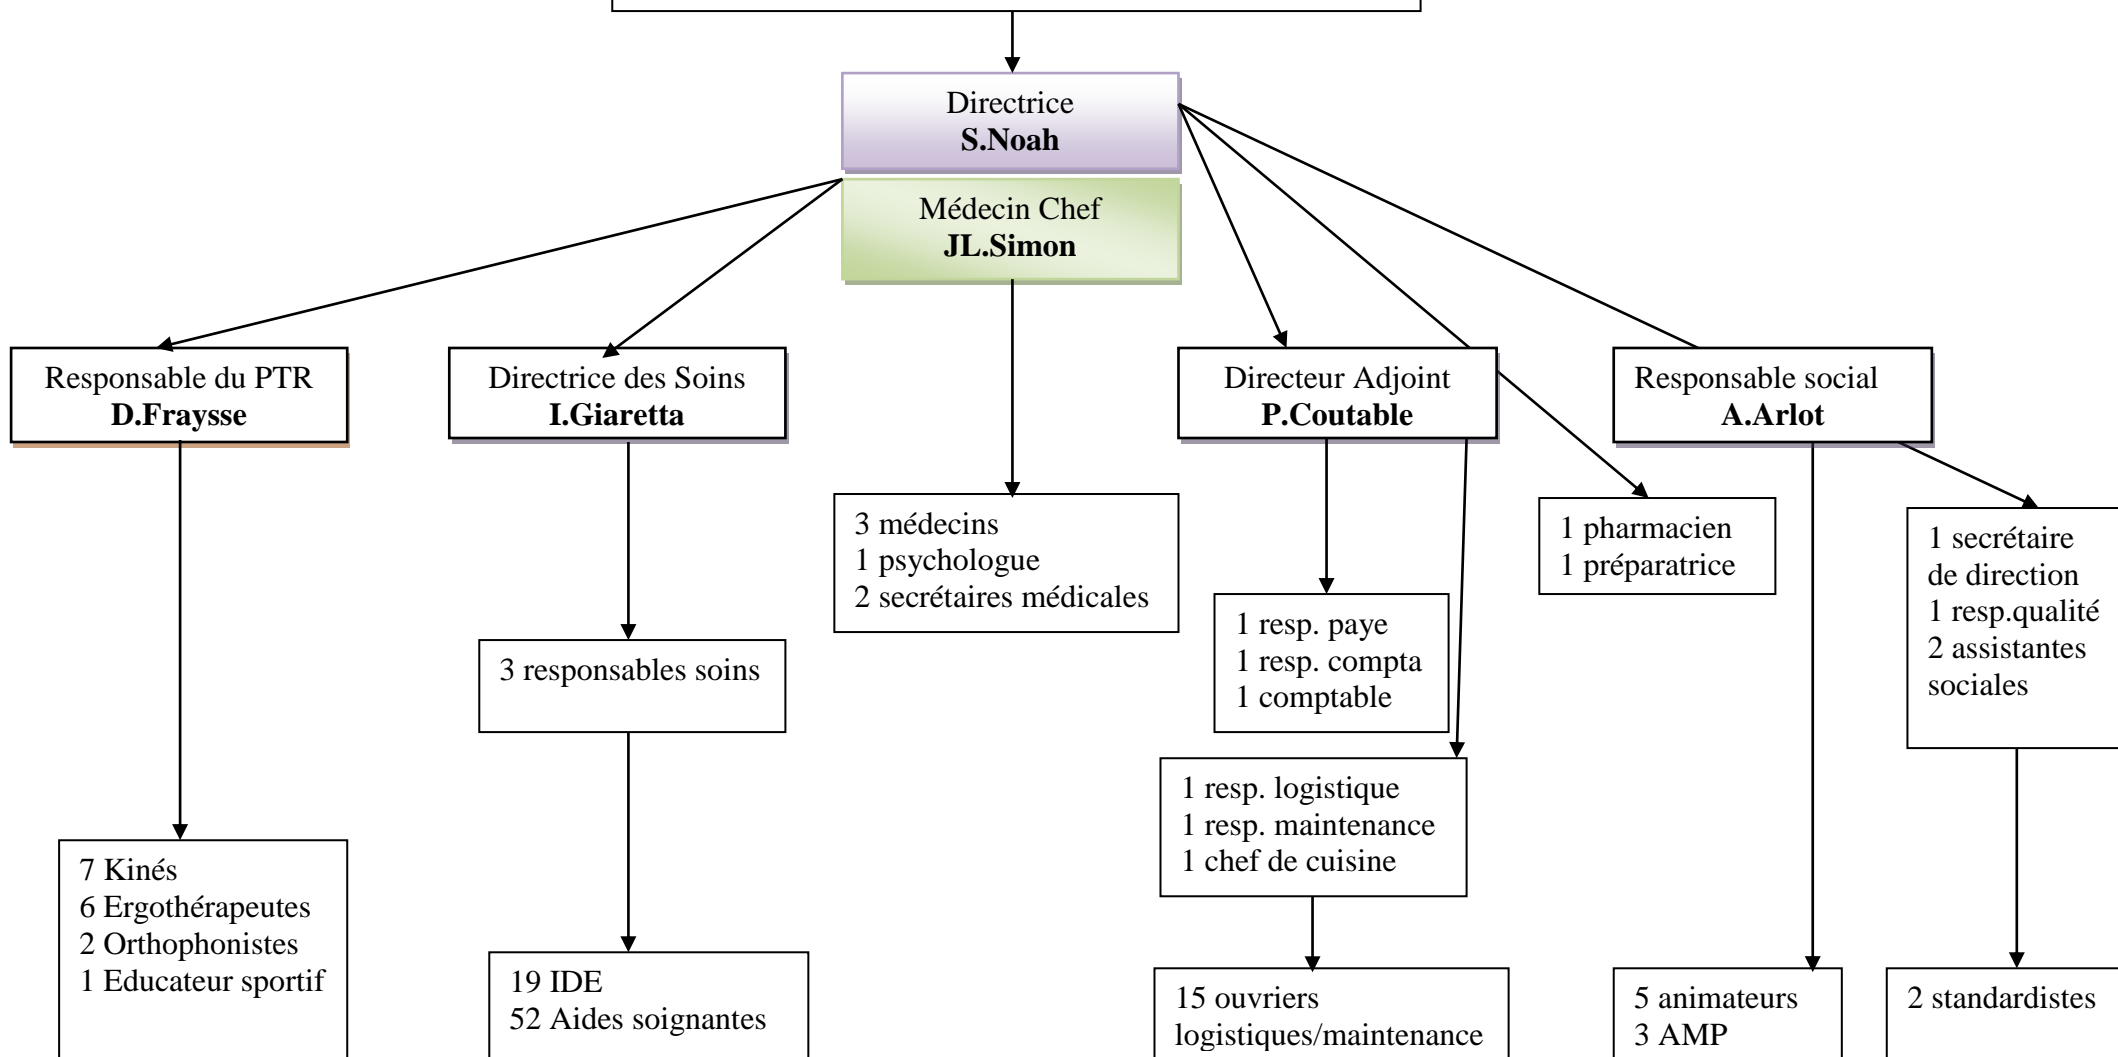 Directrice
S.Noah
Médecin Chef
JL.Simon
Responsable du PTR
D.Fraysse
Directrice des Soins
I.Giaretta
Directeur Adjoint
P.Coutable
Responsable social
A.Arlot
3 médecins
1 psychologue
2 secrétaires médicales
1 pharmacien
1 préparatrice
1 secrétaire
de direction
1 resp.qualité
2 assistantes
sociales
1 resp. paye
1 resp. compta
1 comptable
3 responsables soins
1 resp. logistique
1 resp. maintenance
1 chef de cuisine
7 Kinés
6 Ergothérapeutes
2 Orthophonistes
1 Educateur sportif
19 IDE
52 Aides soignantes
15 ouvriers
logistiques/maintenance
5 animateurs
3 AMP
2 standardistes